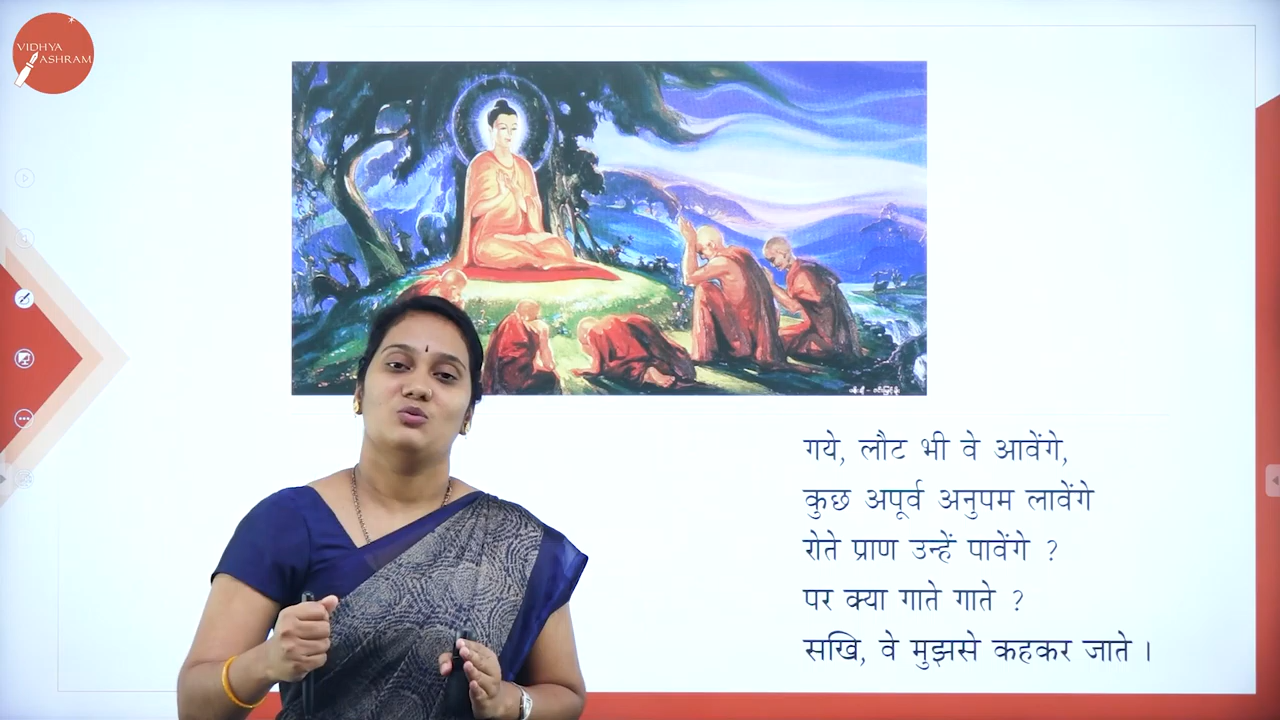 VIDHYA
ASHRAM
गये, लौट भी वे आवेंगे,
कुछ अपूर्व अनुपम लावेंगे
रोते प्राण उन्हें पावेंगे ?
पर क्या गाते गाते ?
सखि, वे मुझसे कहकर जाते ।